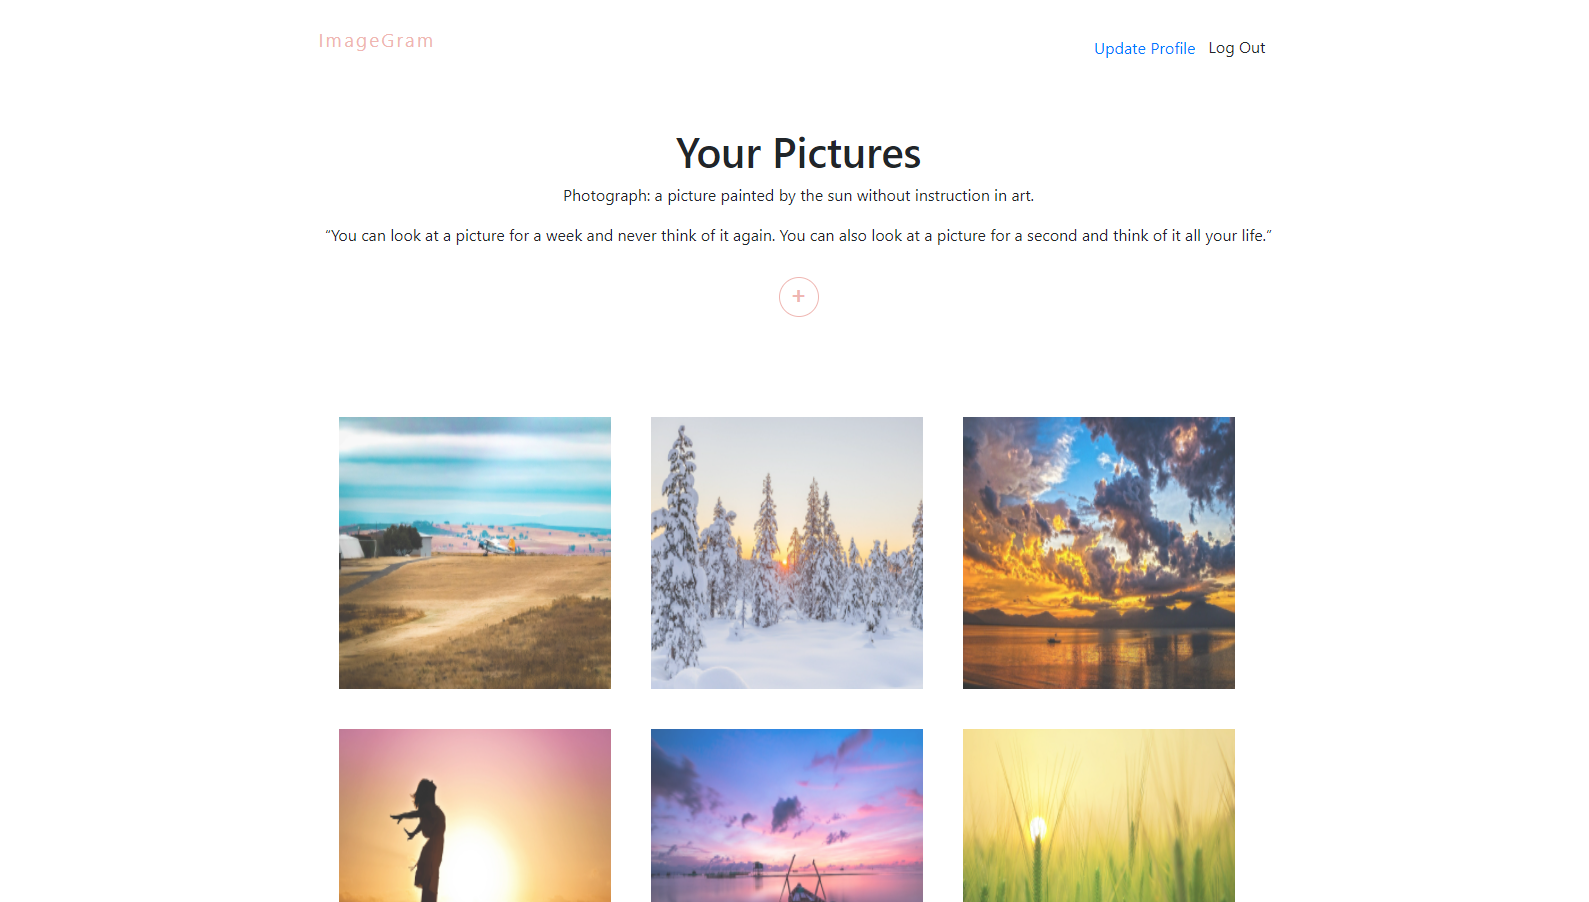 ImageGram
Update Profile Log Out
Your Pictures
Photograph: a picture painted by the sun without instruction in art.
“You can look at a picture for a week and never think of it again. You can also look at a picture for a second and think of it all your life.”
+